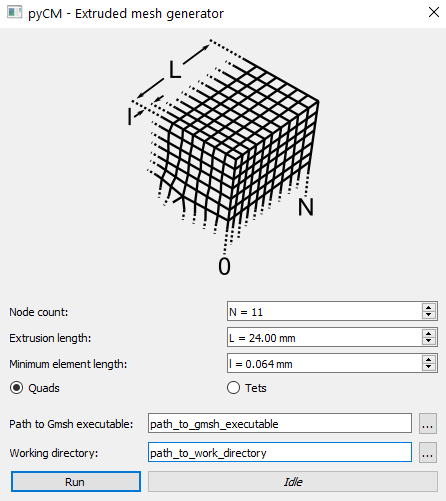 pyCM - Extruded mesh generator
L
l
N
0
Node count: N = 11
Extrusion length: L = 24.00 mm
Minimum element length: l = 0.064 mm
Quads Tets
Path to Gmsh executable: path_to_gmsh_executable ...
Working directory: path_to_work_directory ...
Run Idle